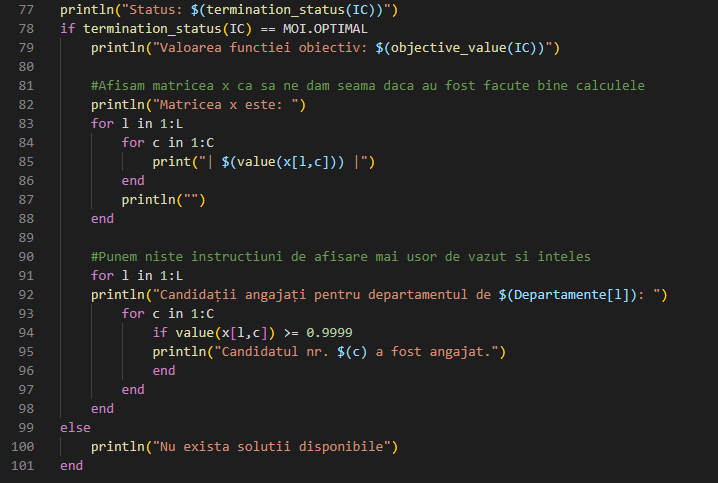 77 println("Status: $(termination_status(IC))")
78 if termination_status(IC) == MOI.OPTIMAL
79     println("Valoarea functiei obiectiv: $(objective_value(IC))")
80
81     #Afisam matricea x ca sa ne dam seama daca au fost facute bine calculele
82     println("Matricea x este: ")
83     for l in 1:L
84         for c in 1:C
85             print("| $(value(x[l,c])) |")
86         end
87         println("")
88     end
89
90     #Punem niste instructiuni de afisare mai usor de vazut si inteles
91     for l in 1:L
92     println("Candidații angajați pentru departamentul de $(Departamente[l]): ")
93         for c in 1:C
94             if value(x[l,c]) >= 0.9999
95             println("Candidatul nr. $(c) a fost angajat.")
96             end
97         end
98     end
99 else
100     println("Nu exista solutii disponibile")
101 end